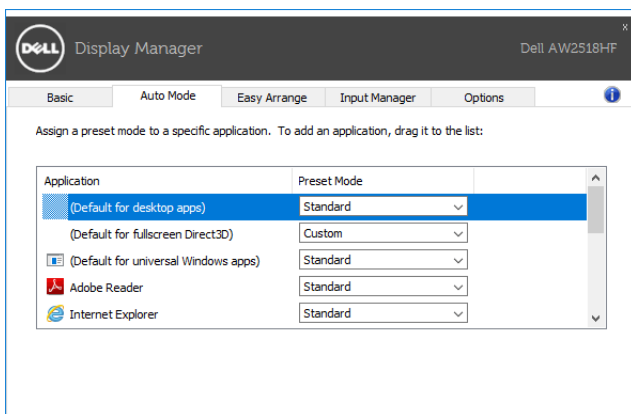 x
DELL Display Manager Dell AW2518HF
Basic Auto Mode Easy Arrange Input Manager Options i
Assign a preset mode to a specific application. To add an application, drag it to the list:
Application Preset Mode
(Default for desktop apps) Standard
(Default for fullscreen Direct3D) Custom
(Default for universal Windows apps) Standard
Adobe Reader Standard
Internet Explorer Standard